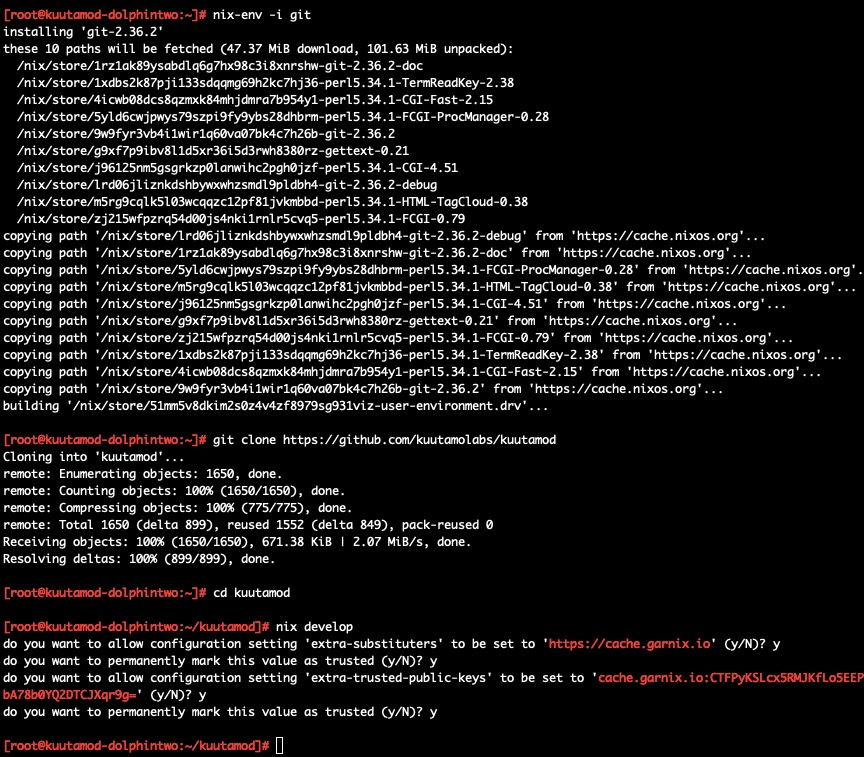 [root@kuutamod-dolphintwo:~]# nix-env -i git
installing 'git-2.36.2'
these 10 paths will be fetched (47.37 MiB download, 101.63 MiB unpacked):
  /nix/store/1rz1ak89ysabdlq6g7hx98c3i8xnrshw-git-2.36.2-doc
  /nix/store/1xdbs2k87pji133sdqqmg69h2kc7hj36-perl5.34.1-TermReadKey-2.38
  /nix/store/4icwb08dcs8qzmxk84mhjdmra7b954y1-perl5.34.1-CGI-Fast-2.15
  /nix/store/5yld6cwjpwys79szpi9fy9ybs28dhbrm-perl5.34.1-FCGI-ProcManager-0.28
  /nix/store/9w9fyr3vb4i1wir1q60va07bk4c7h26b-git-2.36.2
  /nix/store/g9xf7p9ibv8l1d5xr36i5d3rwh8380rz-gettext-0.21
  /nix/store/j96125nm5gsgrkzp0lanwihc2pgh0jzf-perl5.34.1-CGI-4.51
  /nix/store/lrd06jliznkdshbywxwhzsmdl9pldbh4-git-2.36.2-debug
  /nix/store/m5rg9cqlk5l03wcqqzc12pf81jvkmbbd-perl5.34.1-HTML-TagCloud-0.38
  /nix/store/zj215wfpzrq54d00js4nki1rnlr5cvq5-perl5.34.1-FCGI-0.79
copying path '/nix/store/lrd06jliznkdshbywxwhzsmdl9pldbh4-git-2.36.2-debug' from 'https://cache.nixos.org'...
copying path '/nix/store/1rz1ak89ysabdlq6g7hx98c3i8xnrshw-git-2.36.2-doc' from 'https://cache.nixos.org'...
copying path '/nix/store/5yld6cwjpwys79szpi9fy9ybs28dhbrm-perl5.34.1-FCGI-ProcManager-0.28' from 'https://cache.nixos.org'.
copying path '/nix/store/m5rg9cqlk5l03wcqqzc12pf81jvkmbbd-perl5.34.1-HTML-TagCloud-0.38' from 'https://cache.nixos.org'...
copying path '/nix/store/j96125nm5gsgrkzp0lanwihc2pgh0jzf-perl5.34.1-CGI-4.51' from 'https://cache.nixos.org'...
copying path '/nix/store/g9xf7p9ibv8l1d5xr36i5d3rwh8380rz-gettext-0.21' from 'https://cache.nixos.org'...
copying path '/nix/store/zj215wfpzrq54d00js4nki1rnlr5cvq5-perl5.34.1-FCGI-0.79' from 'https://cache.nixos.org'...
copying path '/nix/store/1xdbs2k87pji133sdqqmg69h2kc7hj36-perl5.34.1-TermReadKey-2.38' from 'https://cache.nixos.org'...
copying path '/nix/store/4icwb08dcs8qzmxk84mhjdmra7b954y1-perl5.34.1-CGI-Fast-2.15' from 'https://cache.nixos.org'...
copying path '/nix/store/9w9fyr3vb4i1wir1q60va07bk4c7h26b-git-2.36.2' from 'https://cache.nixos.org'...
building '/nix/store/51mm5v8dkim2s0z4v4zf8979sg931viz-user-environment.drv'...
[root@kuutamod-dolphintwo:~]# git clone https://github.com/kuutamolabs/kuutamod
Cloning into 'kuutamod'...
remote: Enumerating objects: 1650, done.
remote: Counting objects: 100% (1650/1650), done.
remote: Compressing objects: 100% (775/775), done.
remote: Total 1650 (delta 899), reused 1552 (delta 849), pack-reused 0
Receiving objects: 100% (1650/1650), 671.38 KiB | 2.07 MiB/s, done.
Resolving deltas: 100% (899/899), done.
[root@kuutamod-dolphintwo:~]# cd kuutamod
[root@kuutamod-dolphintwo:~/kuutamod]# nix develop
do you want to allow configuration setting 'extra-substituters' to be set to 'https://cache.garnix.io' (y/N)? y
do you want to permanently mark this value as trusted (y/N)? y
do you want to allow configuration setting 'extra-trusted-public-keys' to be set to 'cache.garnix.io:CTFPyKSLcx5RMJKfLo5EEP
bA78b0YQ2DTCJXqr9g=' (y/N)? y
do you want to permanently mark this value as trusted (y/N)? y
[root@kuutamod-dolphintwo:~/kuutamod]#